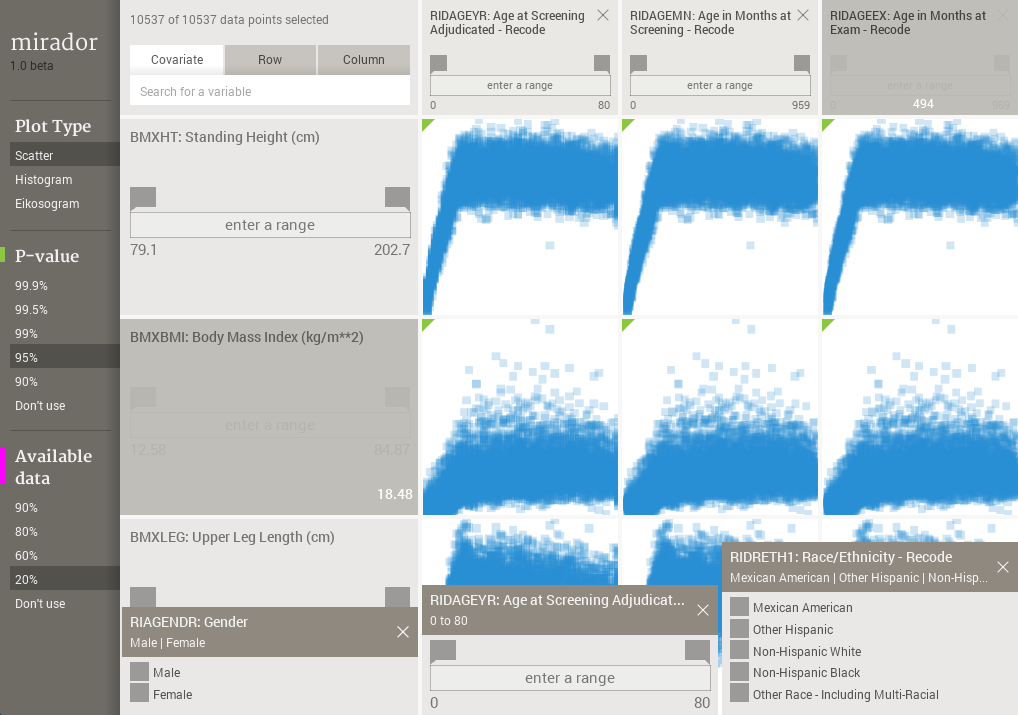 mirador
1.0 beta
Plot Type
Scatter
Histogram
Eikosogram
P-value
99.9%
99.5%
99%
95%
90%
Don't use
Available
data
90%
80%
60%
20%
Don't use
10537 of 10537 data points selected
Covariate
Row
Column
Search for a variable
RIDAGEYR: Age at Screening
Adjudicated - Recode
enter a range
0 80
RIDAGEMN: Age in Months at
Screening - Recode
enter a range
0 959
RIDAGEEX: Age in Months at
Exam - Recode
enter a range
0 494 959
BMXHT: Standing Height (cm)
enter a range
79.1 202.7
BMXBMI: Body Mass Index (kg/m**2)
enter a range
12.58 84.87
18.48
BMXLEG: Upper Leg Length (cm)
RIAGENDR: Gender
Male | Female
Male
Female
RIDAGEYR: Age at Screening Adjudicat...
0 to 80
enter a range
0 80
RIDRETH1: Race/Ethnicity - Recode
Mexican American | Other Hispanic | Non-Hisp...
Mexican American
Other Hispanic
Non-Hispanic White
Non-Hispanic Black
Other Race - Including Multi-Racial